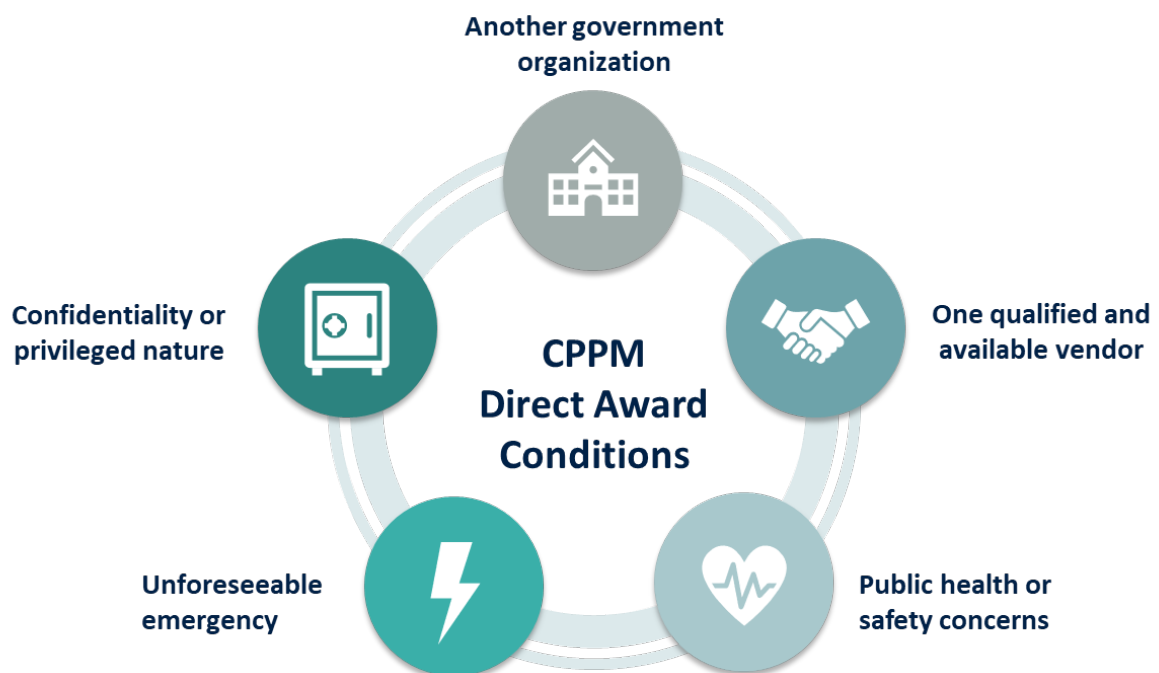 Another government
organization
Confidentiality or
privileged nature
One qualified and
available vendor
CPPM
Direct Award
Conditions
Unforeseeable
emergency
Public health or
safety concerns